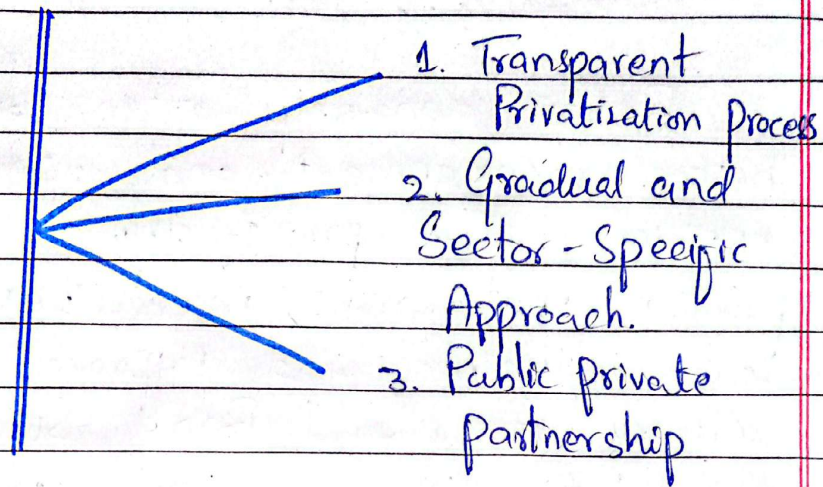 1. Transparent
Privatization Process
2. Gradual and
Sector-Specific
Approach.
3. Public private
partnership